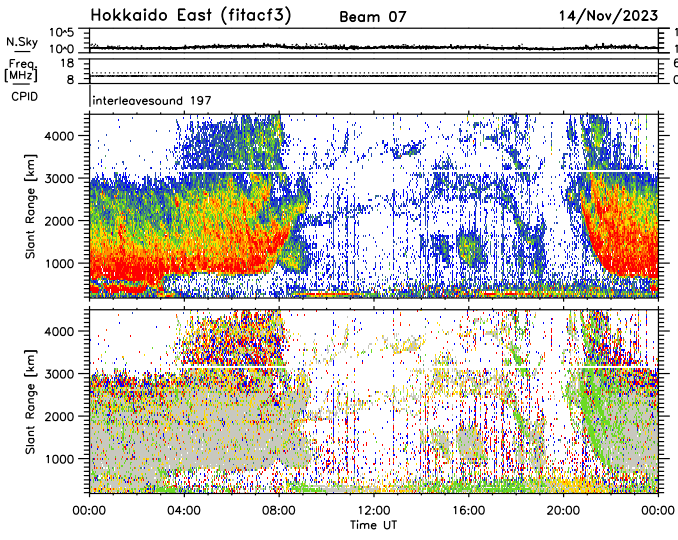 Hokkaido East (fitacf3)
Beam 07
14/Nov/2023
N.Sky
10^5
10^0
Freq.
[MHz]
18
8
6
0
CPID
interleavesound 197
Slant Range [km]
4000
3000
2000
1000
Slant Range [km]
4000
3000
2000
1000
00:00 04:00 08:00 12:00 16:00 20:00 00:00
Time UT